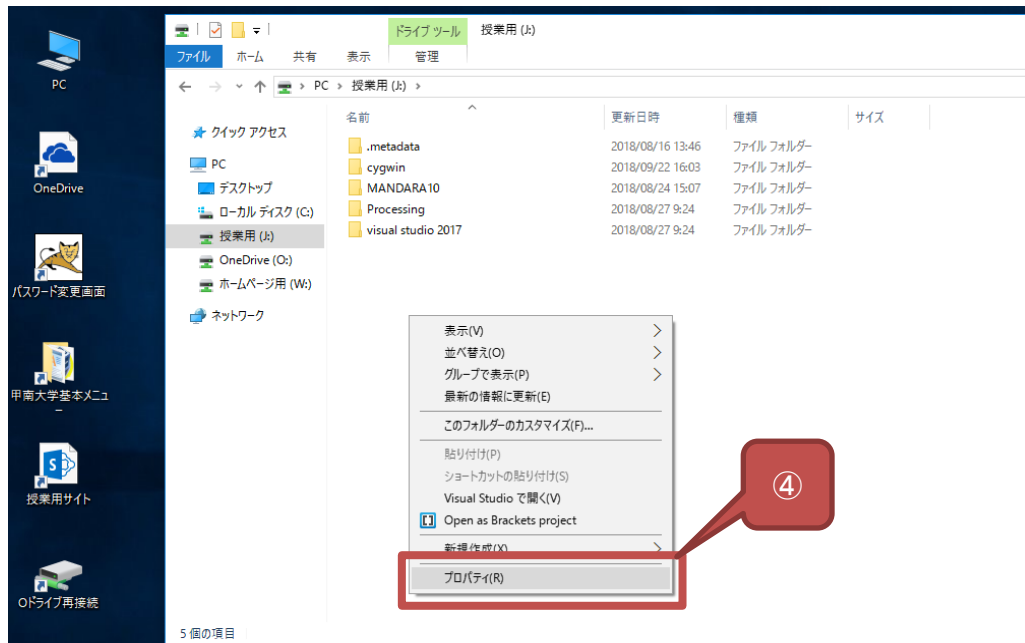 PC
OneDrive
パスワード変更画面
甲南大学基本メニュ
ー
授業用サイト
Oドライブ再接続
ドライブ ツール 授業用 (J:)
ファイル ホーム 共有 表示 管理
PC › 授業用 (J:) ›
クイック アクセス
PC
デスクトップ
ローカル ディスク (C:)
授業用 (J:)
OneDrive (O:)
ホームページ用 (W:)
ネットワーク
名前 更新日時 種類 サイズ
.metadata 2018/08/16 13:46 ファイル フォルダー
cygwin 2018/09/22 16:03 ファイル フォルダー
MANDARA10 2018/08/24 15:07 ファイル フォルダー
Processing 2018/08/27 9:24 ファイル フォルダー
visual studio 2017 2018/08/27 9:24 ファイル フォルダー
表示(V)
並べ替え(O)
グループで表示(P)
最新の情報に更新(E)
このフォルダーのカスタマイズ(F)...
貼り付け(P)
ショートカットの貼り付け(S)
Visual Studio で開く(V)
Open as Brackets project
新規作成(X)
プロパティ(R)
④
5 個の項目